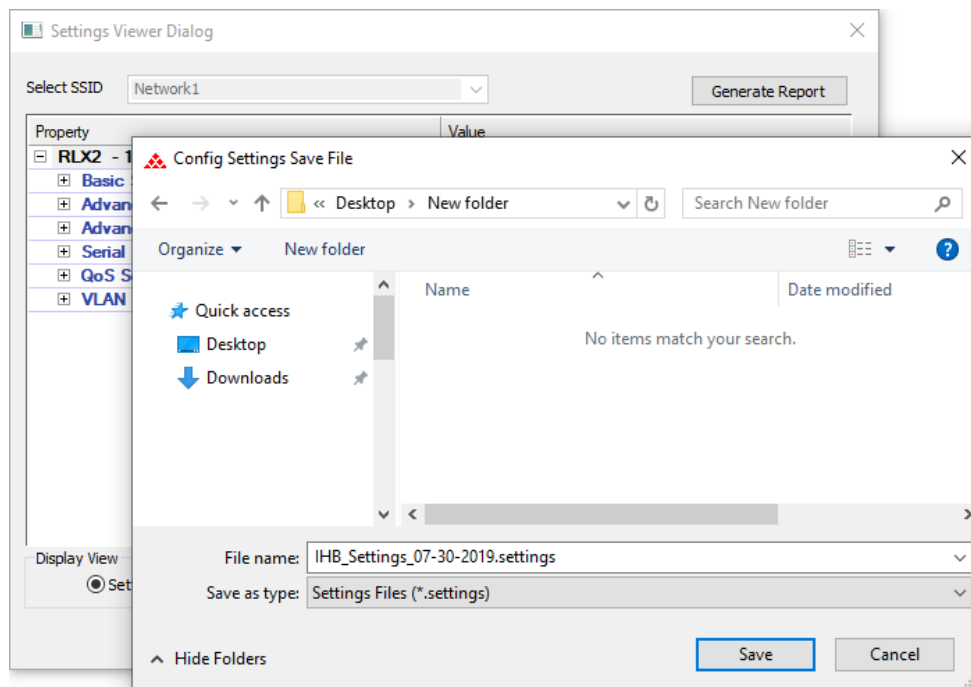 Settings Viewer Dialog
Select SSID Network1 Generate Report
Property Value
RLX2 - 1
Basic
Advan
Advan
Serial
QoS S
VLAN
Display View
Set
Config Settings Save File
« Desktop › New folder Search New folder
Organize New folder ?
Name Date modified
Quick access
Desktop
Downloads
No items match your search.
File name: IHB_Settings_07-30-2019.settings
Save as type: Settings Files (*.settings)
Hide Folders Save Cancel